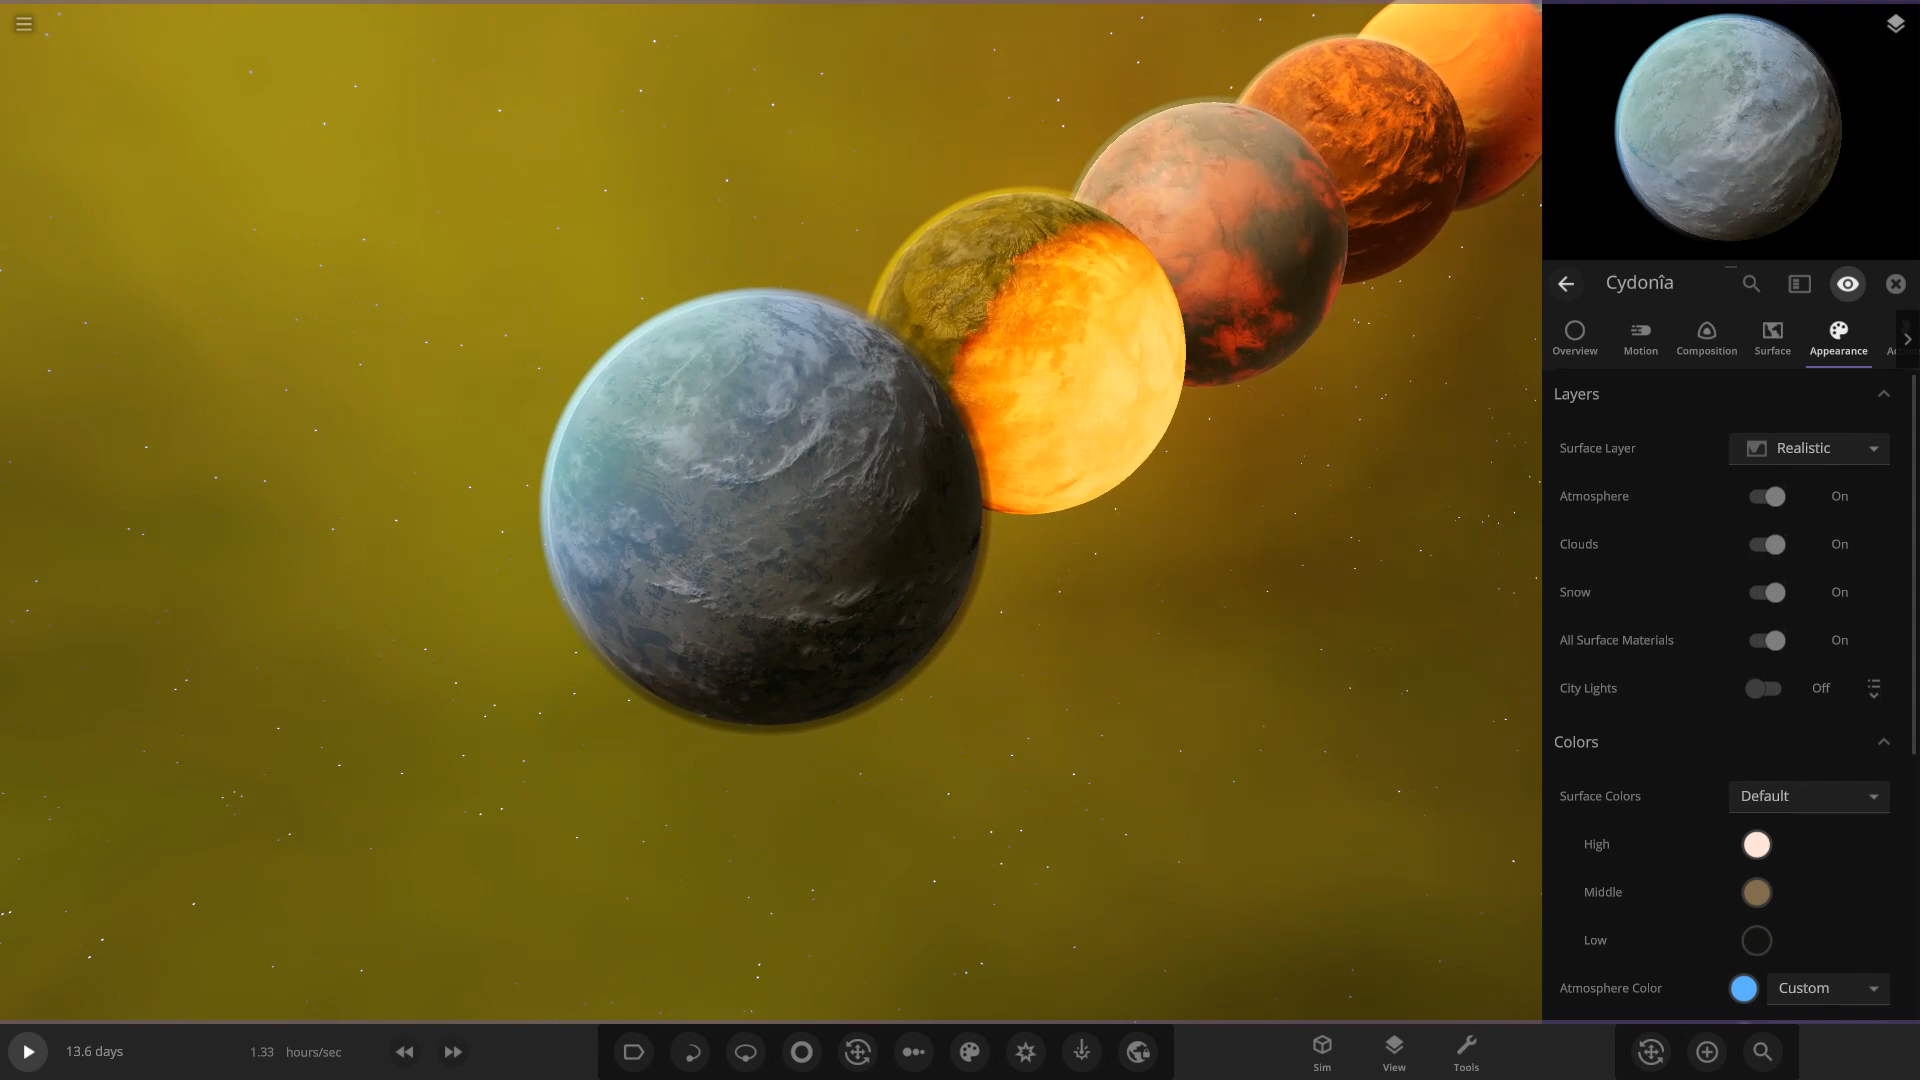 Cydonîa
Overview
Motion
Composition
Surface
Appearance
Layers
Surface Layer
Realistic
Atmosphere
On
Clouds
On
Snow
On
All Surface Materials
On
City Lights
Off
Colors
Surface Colors
Default
High
Middle
Low
Atmosphere Color
Custom
13.6 days
1.33 hours/sec
Sim
View
Tools